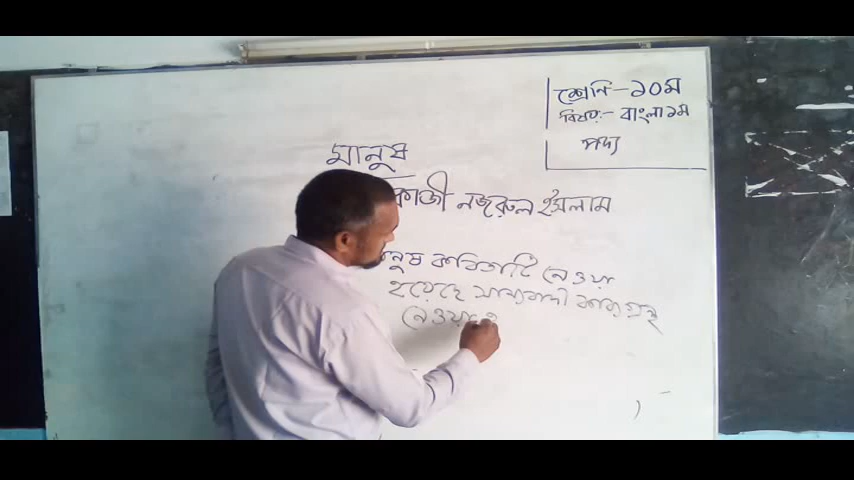 শ্রেণি-১০ম
বিষয়:- বাংলা ১ম
পদ্য
মানুষ
কাজী নজরুল ইসলাম
নুষ কবিতাটি নেওয়া
হয়েছে সাম্যবাদী কাব্যগ্রন্থ
নেওয়া